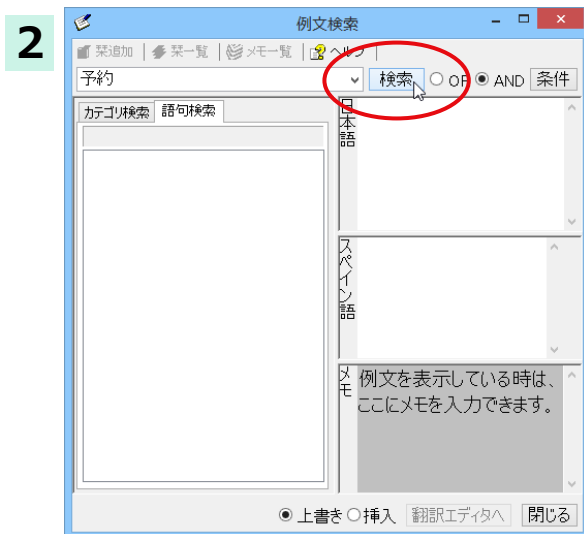 2
例文検索
栞追加 栞一覧 メモ一覧 ヘルプ
予約 検索 OR AND 条件
カテゴリ検索 語句検索
日本語
スペイン語
メモ
例文を表示している時は、
ここにメモを入力できます。
上書き 挿入 翻訳エディタへ 閉じる